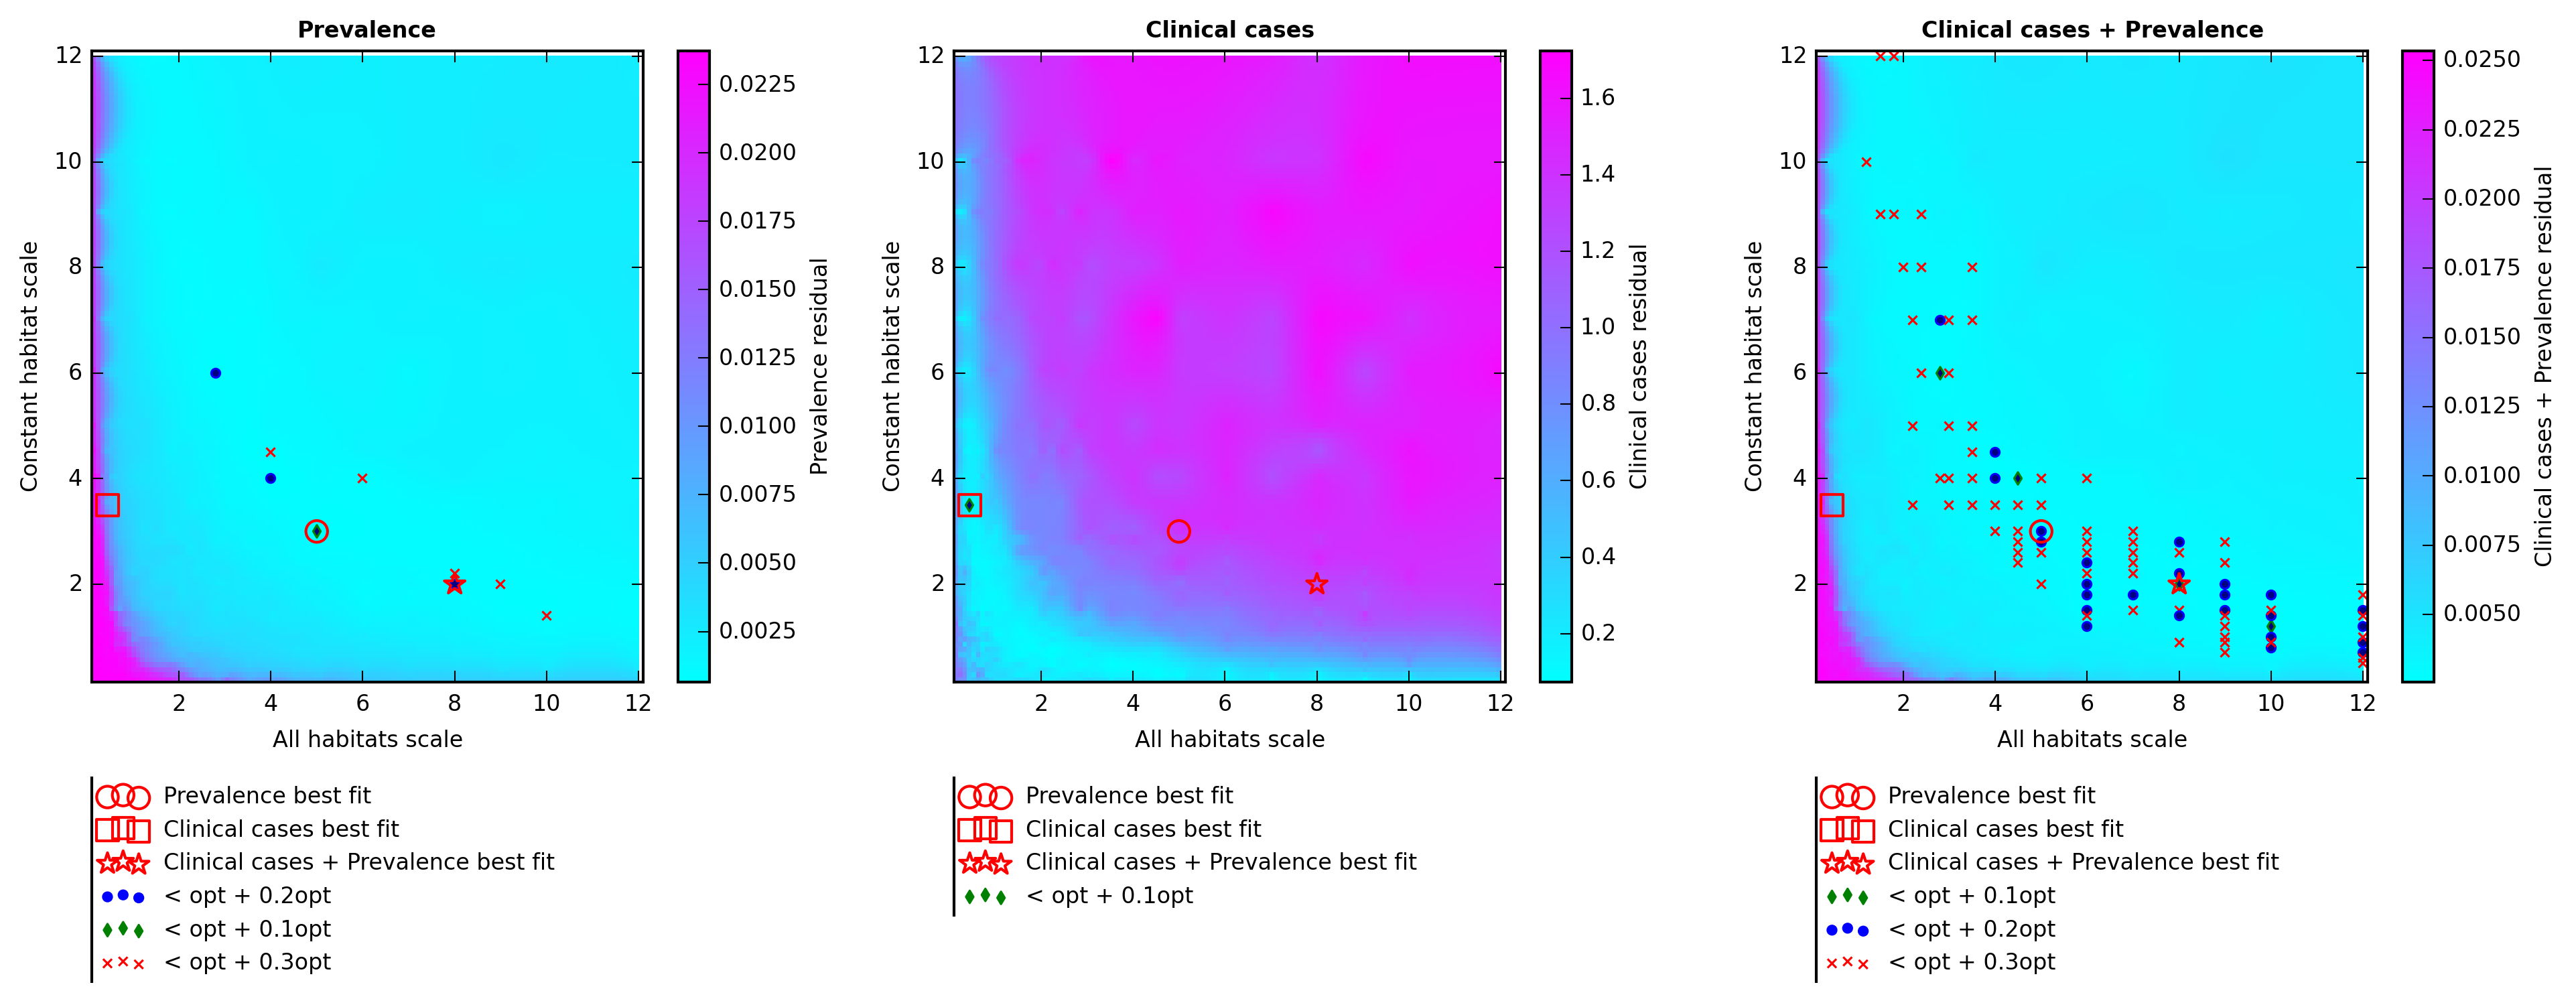 Prevalence
12
10
8
6
4
2
2 4 6 8 10 12
Constant habitat scale
All habitats scale
0.0225
0.0200
0.0175
0.0150
0.0125
0.0100
0.0075
0.0050
0.0025
Prevalence residual
Prevalence best fit
Clinical cases best fit
Clinical cases + Prevalence best fit
< opt + 0.2opt
< opt + 0.1opt
< opt + 0.3opt
Clinical cases
12
10
8
6
4
2
2 4 6 8 10 12
Constant habitat scale
All habitats scale
1.6
1.4
1.2
1.0
0.8
0.6
0.4
0.2
Clinical cases residual
Prevalence best fit
Clinical cases best fit
Clinical cases + Prevalence best fit
< opt + 0.1opt
Clinical cases + Prevalence
12
10
8
6
4
2
2 4 6 8 10 12
Constant habitat scale
All habitats scale
0.0250
0.0225
0.0200
0.0175
0.0150
0.0125
0.0100
0.0075
0.0050
Clinical cases + Prevalence residual
Prevalence best fit
Clinical cases best fit
Clinical cases + Prevalence best fit
< opt + 0.1opt
< opt + 0.2opt
< opt + 0.3opt